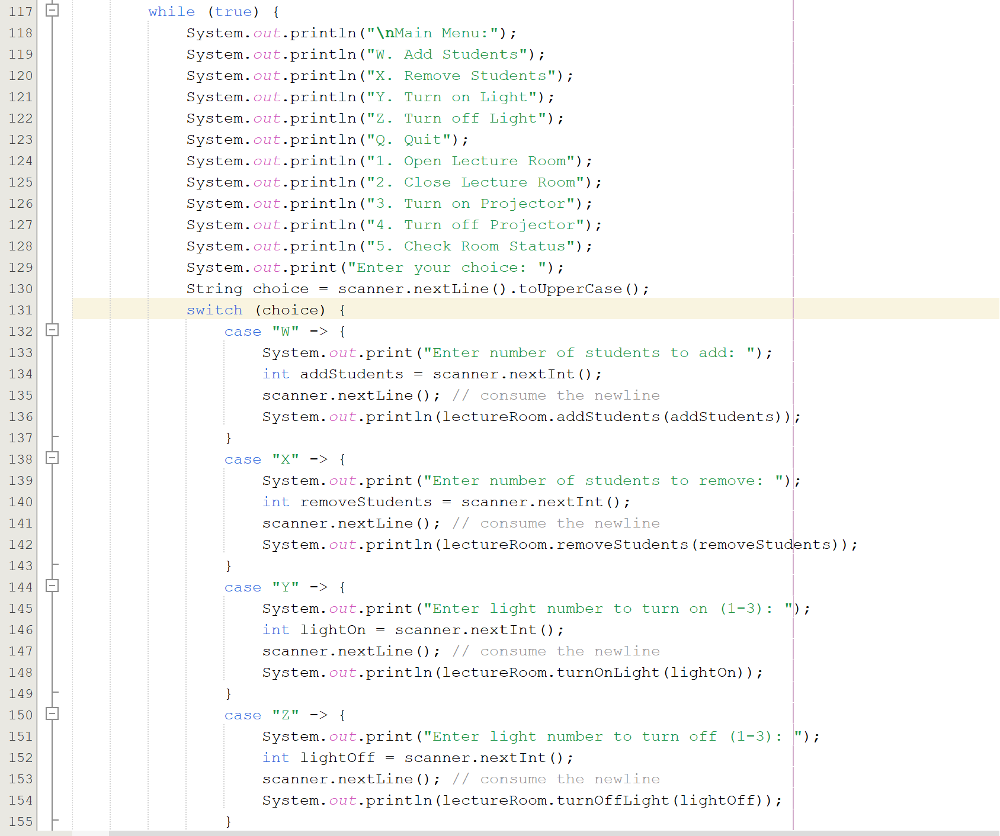 117 while (true) {
118 System.out.println("\nMain Menu:");
119 System.out.println("W. Add Students");
120 System.out.println("X. Remove Students");
121 System.out.println("Y. Turn on Light");
122 System.out.println("Z. Turn off Light");
123 System.out.println("Q. Quit");
124 System.out.println("1. Open Lecture Room");
125 System.out.println("2. Close Lecture Room");
126 System.out.println("3. Turn on Projector");
127 System.out.println("4. Turn off Projector");
128 System.out.println("5. Check Room Status");
129 System.out.print("Enter your choice: ");
130 String choice = scanner.nextLine().toUpperCase();
131 switch (choice) {
132 case "W" -> {
133 System.out.print("Enter number of students to add: ");
134 int addStudents = scanner.nextInt();
135 scanner.nextLine(); // consume the newline
136 System.out.println(lectureRoom.addStudents(addStudents));
137 }
138 case "X" -> {
139 System.out.print("Enter number of students to remove: ");
140 int removeStudents = scanner.nextInt();
141 scanner.nextLine(); // consume the newline
142 System.out.println(lectureRoom.removeStudents(removeStudents));
143 }
144 case "Y" -> {
145 System.out.print("Enter light number to turn on (1-3): ");
146 int lightOn = scanner.nextInt();
147 scanner.nextLine(); // consume the newline
148 System.out.println(lectureRoom.turnOnLight(lightOn));
149 }
150 case "Z" -> {
151 System.out.print("Enter light number to turn off (1-3): ");
152 int lightOff = scanner.nextInt();
153 scanner.nextLine(); // consume the newline
154 System.out.println(lectureRoom.turnOffLight(lightOff));
155 }